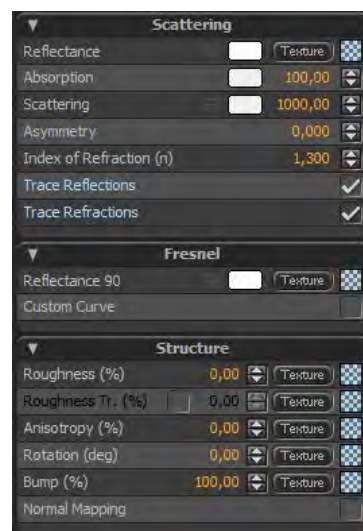 Scattering
Reflectance Texture
Absorption 100,00
Scattering 1000,00
Asymmetry 0,000
Index of Refraction (n) 1,300
Trace Reflections
Trace Refractions
Fresnel
Reflectance 90 Texture
Custom Curve
Structure
Roughness (%) 0,00 Texture
Roughness Tr. (%) 0,00 Texture
Anisotropy (%) 0,00 Texture
Rotation (deg) 0,00 Texture
Bump (%) 100,00 Texture
Normal Mapping